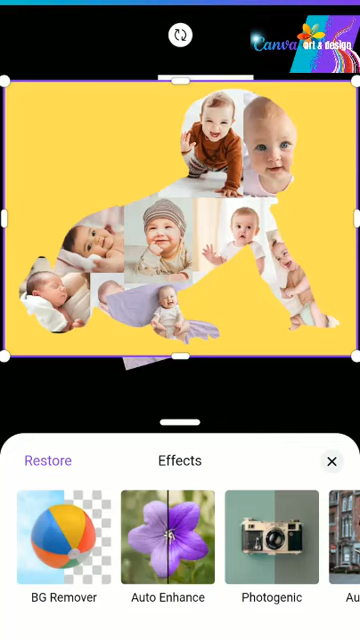 Canva
art & design
Restore
Effects
BG Remover
Auto Enhance
Photogenic
Au